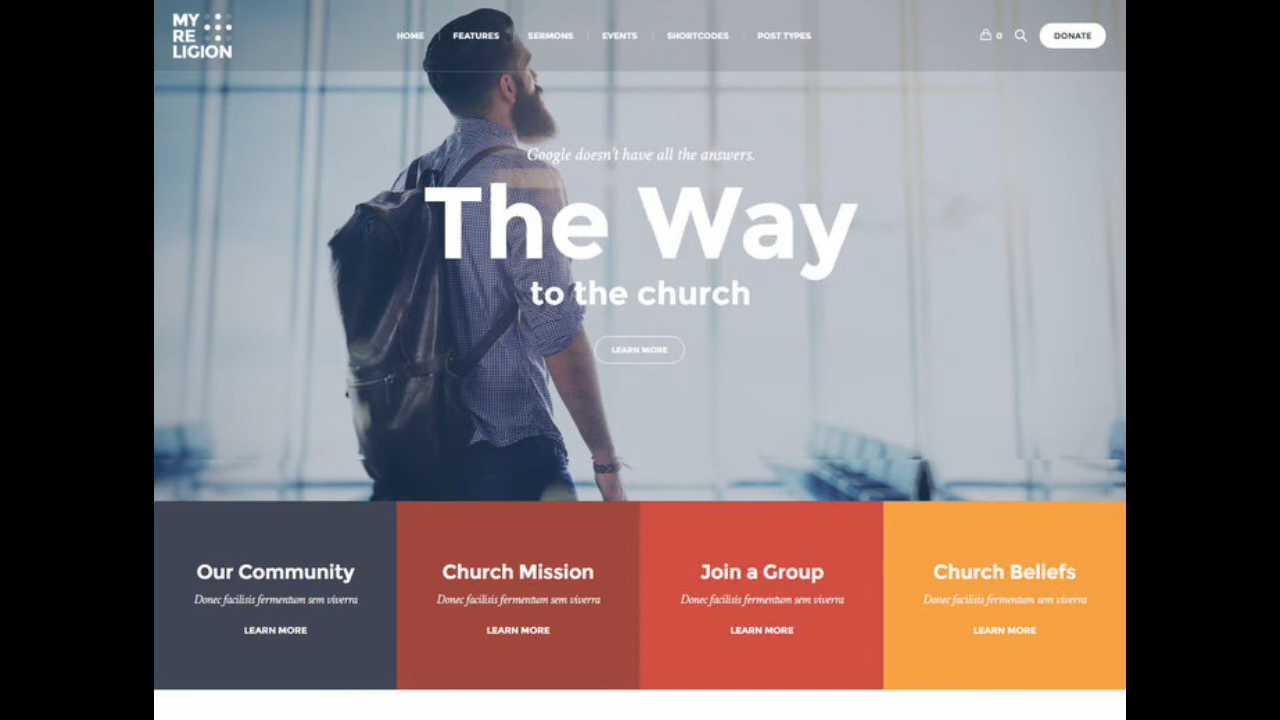 MY
RE
LIGION
HOME
FEATURES
SERMONS
EVENTS
SHORTCODES
POST TYPES
0
DONATE
Google doesn't have all the answers.
The Way
to the church
LEARN MORE
Our Community
Donec facilisis fermentum sem viverra
LEARN MORE
Church Mission
Donec facilisis fermentum sem viverra
LEARN MORE
Join a Group
Donec facilisis fermentum sem viverra
LEARN MORE
Church Beliefs
Donec facilisis fermentum sem viverra
LEARN MORE